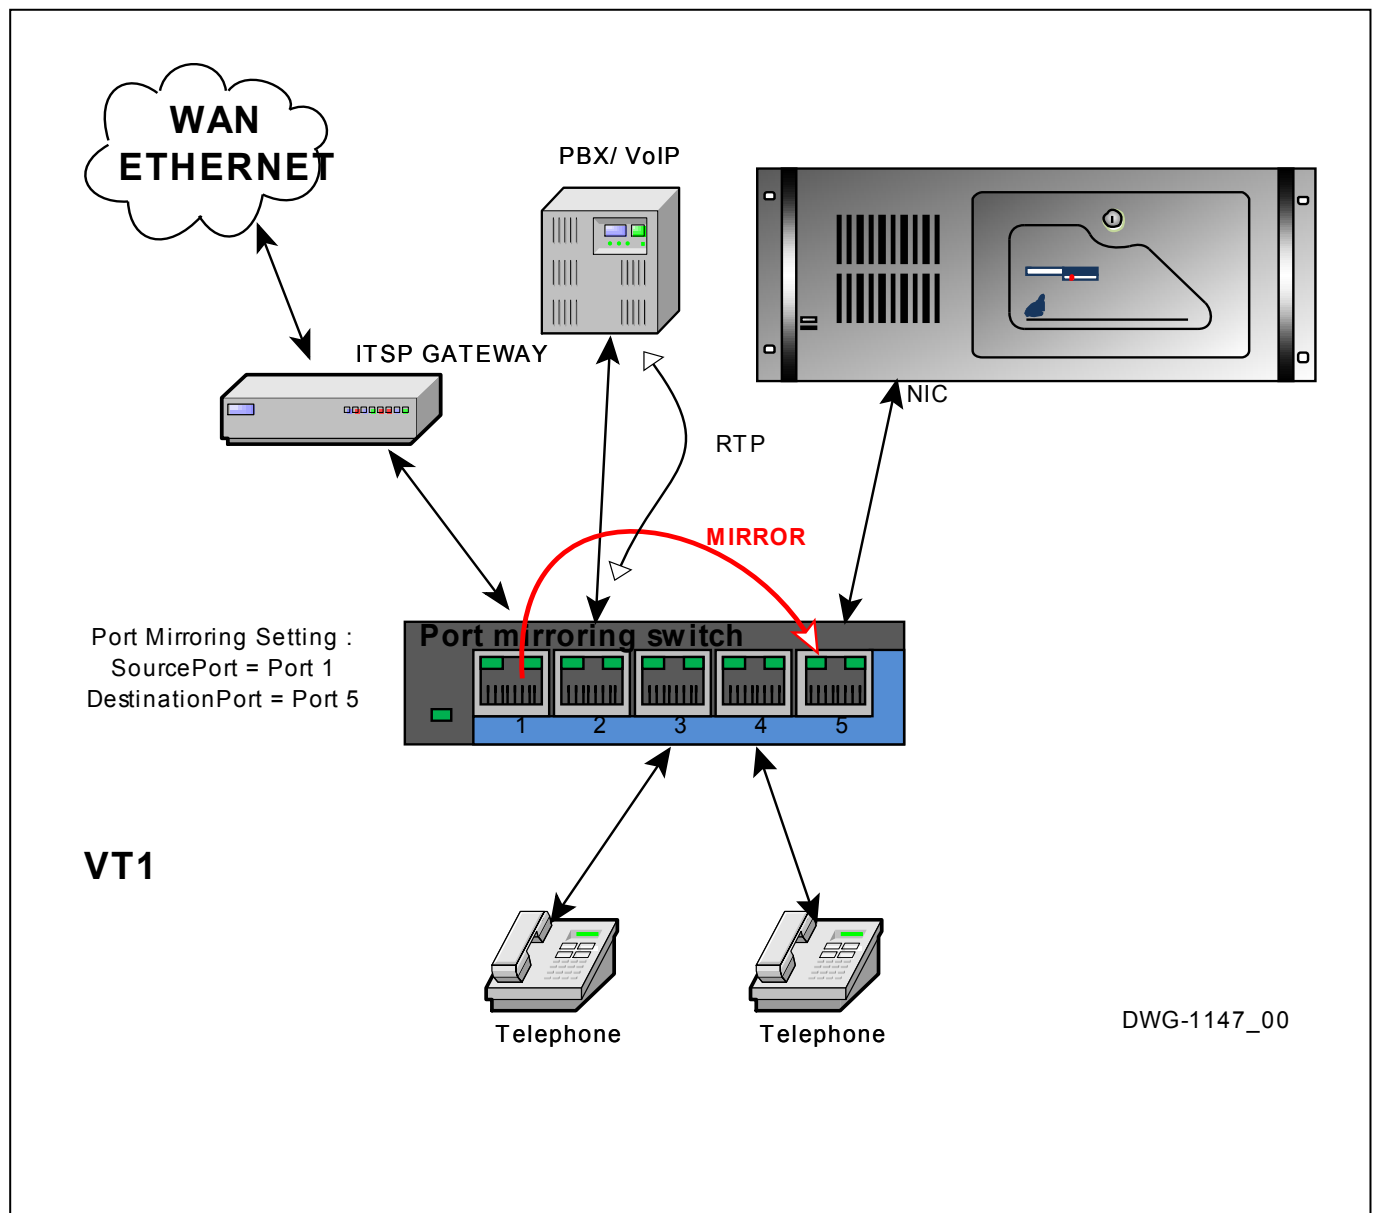 WAN
ETHERNET
PBX/ VoIP
ITSP GATEWAY
NIC
RTP
MIRROR
Port Mirroring Setting :
SourcePort = Port 1
DestinationPort = Port 5
Port mirroring switch
1 2 3 4 5
VT1
Telephone Telephone
DWG-1147_00